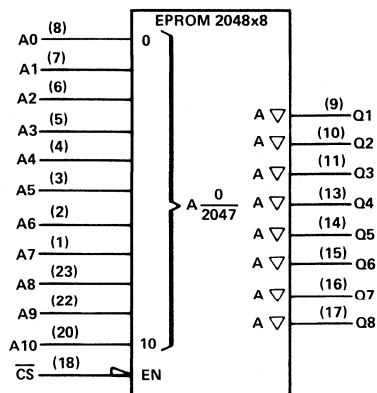 EPROM 2048x8
A0 (8) 0
A1 (7)
A2 (6)
A3 (5)
A4 (4)
A5 (3)
A6 (2)
A7 (1)
A8 (23)
A9 (22)
A10 (20) 10
CS (18) EN
A 0/2047
A ▽ (9) Q1
A ▽ (10) Q2
A ▽ (11) Q3
A ▽ (13) Q4
A ▽ (14) Q5
A ▽ (15) Q6
A ▽ (16) Q7
A ▽ (17) Q8